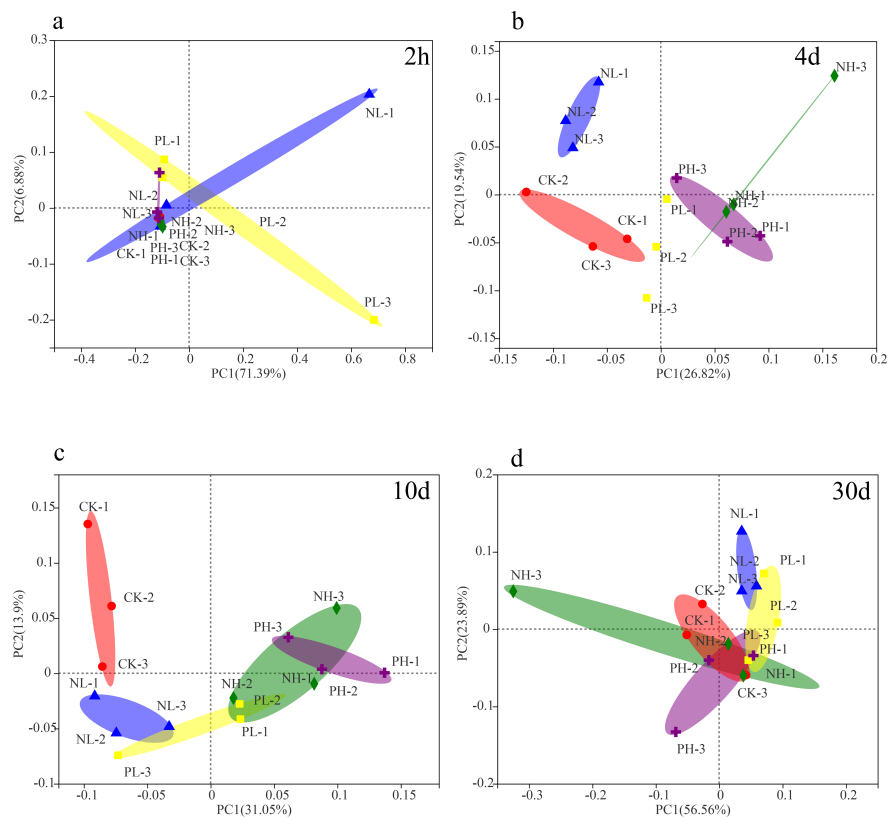 a
2h
0.3
0.2
0.1
0
-0.1
-0.2
PC2(6.88%)
NL-1
PL-1
NL-2
NL-3
PL-2
NH-2
NH-3
NH-1
PH-2
CK-2
PH-3
CK-1
PH-1
CK-3
PL-3
-0.4
-0.2
0
0.2
0.4
0.6
0.8
PC1(71.39%)
b
4d
0.15
0.1
0.05
0
-0.05
-0.1
-0.15
PC2(19.54%)
NH-3
NL-1
NL-2
NL-3
PH-3
CK-2
NH-1
NH-2
PL-1
CK-1
PH-1
PH-2
PL-2
CK-3
PL-3
-0.15
-0.1
-0.05
0
0.05
0.1
0.15
0.2
PC1(26.82%)
c
10d
0.15
0.1
0.05
0
-0.05
-0.1
PC2(13.9%)
CK-1
CK-2
NH-3
PH-3
CK-3
PH-1
NL-1
NH-2
NH-1
PH-2
NL-3
PL-2
NL-2
PL-1
PL-3
-0.1
-0.05
0
0.05
0.1
0.15
PC1(31.05%)
d
30d
0.2
0.1
0
-0.1
-0.2
PC2(23.89%)
NL-1
PL-1
NL-2
NH-3
NL-3
CK-2
PL-2
CK-1
NH-2
PL-3
PH-1
PH-2
NH-1
CK-3
PH-3
-0.3
-0.2
-0.1
0
0.1
0.2
PC1(56.56%)